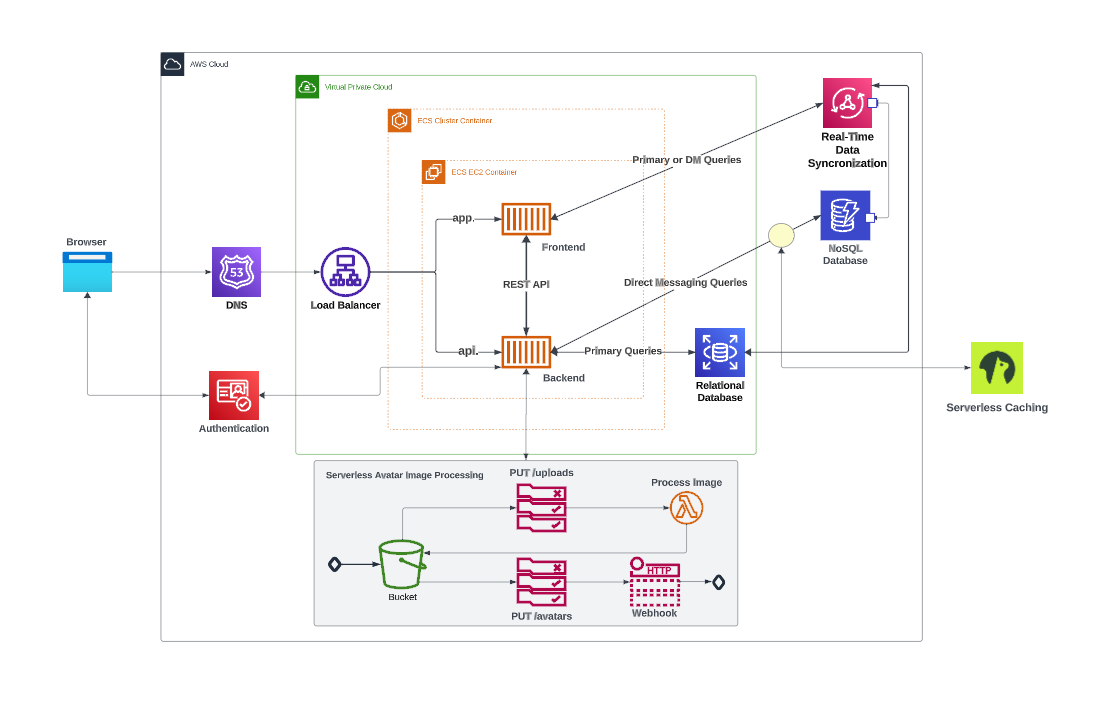 AWS Cloud
Virtual Private Cloud
ECS Cluster Container
ECS EC2 Container
Primary or DM Queries
Real-Time
Data
Syncronization
app.
Frontend
Browser
53
DNS
Load Balancer
REST API
NoSQL
Database
Direct Messaging Queries
api.
Primary Queries
Backend
Relational
Database
Authentication
Serverless Caching
Serverless Avatar Image Processing
PUT /uploads
Process Image
Bucket
HTTP
PUT /avatars
Webhook